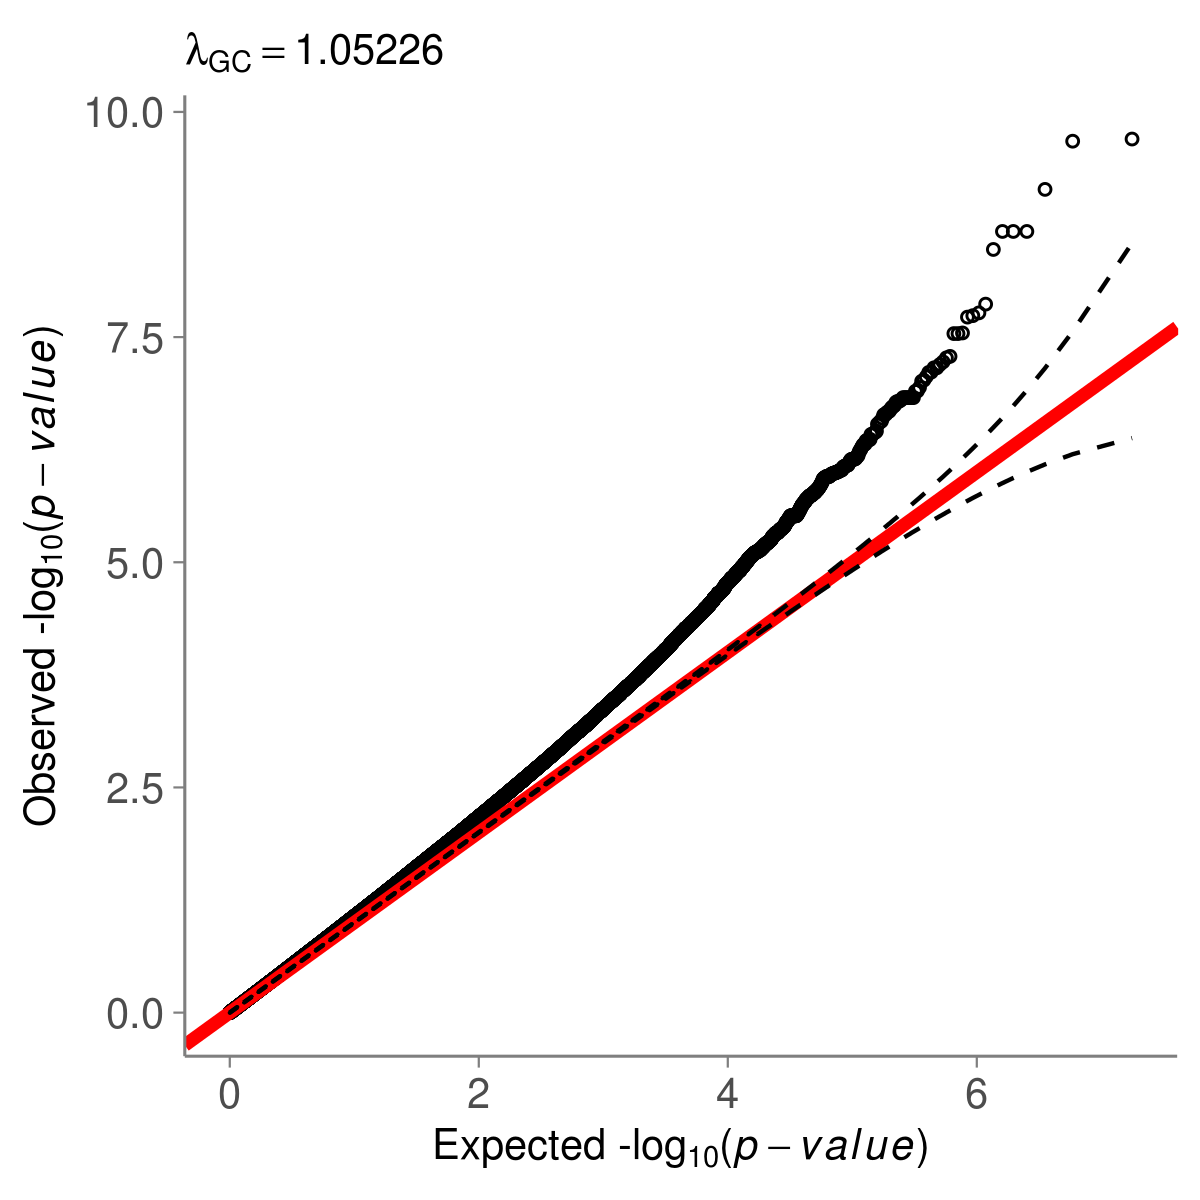 λGC = 1.05226
10.0
7.5
5.0
2.5
0.0
Observed -log10(p − value)
0 2 4 6
Expected -log10(p − value)